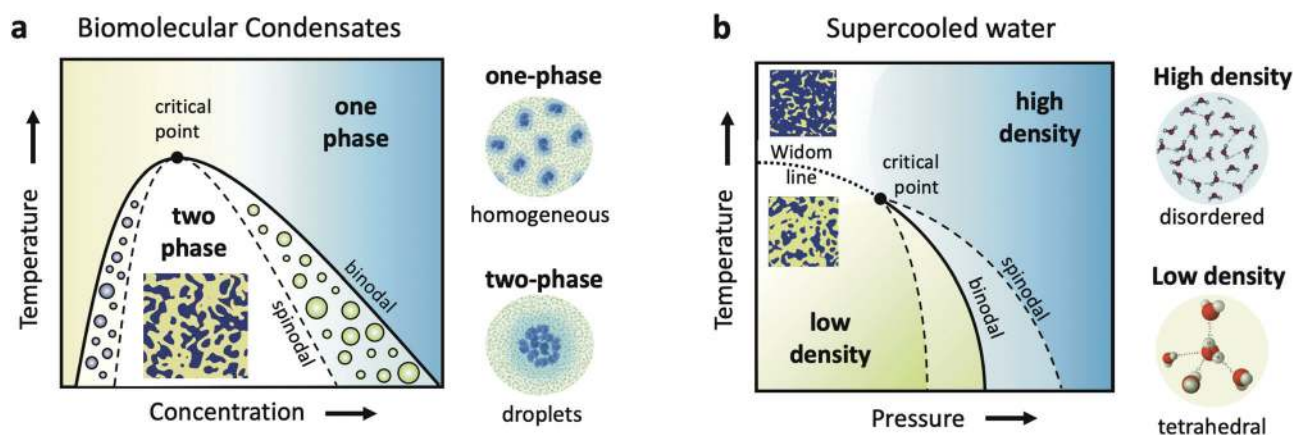 a Biomolecular Condensates
Temperature
critical
point
one
phase
two
phase
binodal
spinodal
Concentration
one-phase
homogeneous
two-phase
droplets
b Supercooled water
Temperature
Widom
line
critical
point
high
density
low
density
binodal
spinodal
Pressure
High density
disordered
Low density
tetrahedral